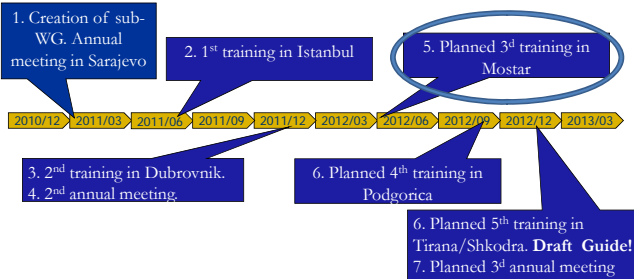 1. Creation of sub-
WG. Annual
meeting in Sarajevo
2. 1st training in Istanbul
5. Planned 3d training in
Mostar
2010/12
2011/03
2011/06
2011/09
2011/12
2012/03
2012/06
2012/09
2012/12
2013/03
3. 2nd training in Dubrovnik.
4. 2nd annual meeting.
6. Planned 4th training in
Podgorica
6. Planned 5th training in
Tirana/Shkodra. Draft Guide!
7. Planned 3d annual meeting